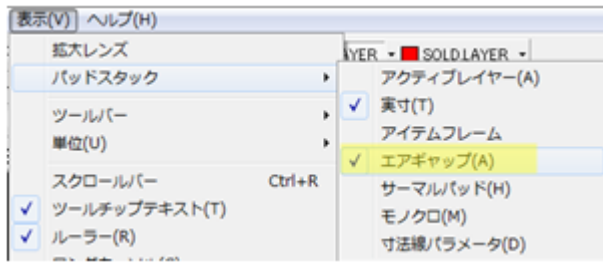 表示(V) ヘルプ(H)
拡大レンズ
パッドスタック
ツールバー
単位(U)
スクロールバー Ctrl+R
ツールチップテキスト(T)
ルーラー(R)
YER SOLD.LAYER
アクティブレイヤー(A)
実寸(T)
アイテムフレーム
エアギャップ(A)
サーマルパッド(H)
モノクロ(M)
寸法線パラメータ(D)